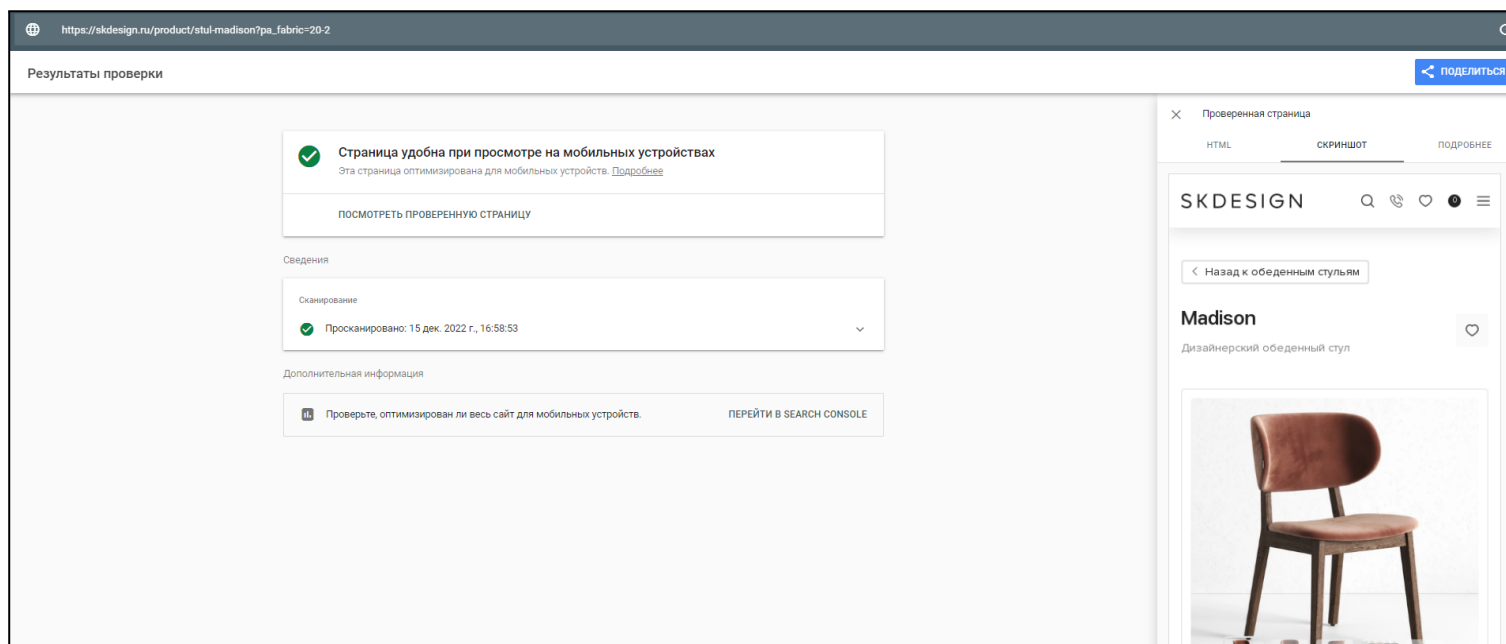 https://skdesign.ru/product/stul-madison?pa_fabric=20-2
Результаты проверки
ПОДЕЛИТЬСЯ
Страница удобна при просмотре на мобильных устройствах
Эта страница оптимизирована для мобильных устройств. Подробнее
ПОСМОТРЕТЬ ПРОВЕРЕННУЮ СТРАНИЦУ
Сведения
Сканирование
Просканировано: 15 дек. 2022 г., 16:58:53
Дополнительная информация
Проверьте, оптимизирован ли весь сайт для мобильных устройств.
ПЕРЕЙТИ В SEARCH CONSOLE
Проверенная страница
HTML СКРИНШОТ ПОДРОБНЕЕ
SKDESIGN 0
Назад к обеденным стульям
Madison
Дизайнерский обеденный стул